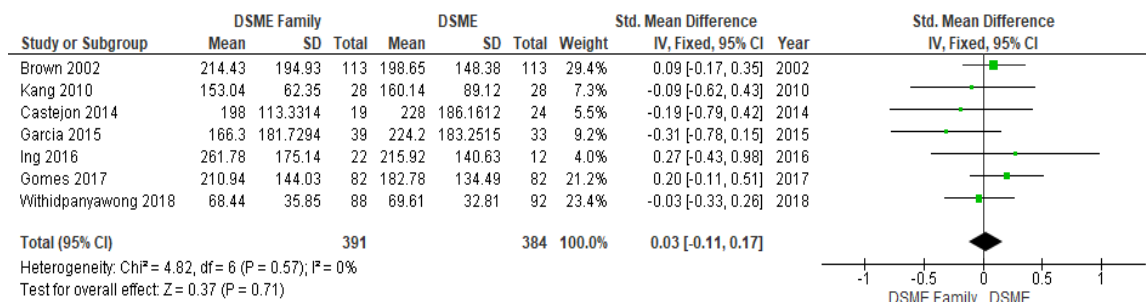 DSME Family DSME Std. Mean Difference Std. Mean Difference
Study or Subgroup Mean SD Total Mean SD Total Weight IV, Fixed, 95% CI Year IV, Fixed, 95% CI
Brown 2002 214.43 194.93 113 198.65 148.38 113 29.4% 0.09 [-0.17, 0.35] 2002
Kang 2010 153.04 62.35 28 160.14 89.12 28 7.3% -0.09 [-0.62, 0.43] 2010
Castejon 2014 198 113.3314 19 228 186.1612 24 5.5% -0.19 [-0.79, 0.42] 2014
Garcia 2015 166.3 181.7294 39 224.2 183.2515 33 9.2% -0.31 [-0.78, 0.15] 2015
Ing 2016 261.78 175.14 22 215.92 140.63 12 4.0% 0.27 [-0.43, 0.98] 2016
Gomes 2017 210.94 144.03 82 182.78 134.49 82 21.2% 0.20 [-0.11, 0.51] 2017
Withidpanyawong 2018 68.44 35.85 88 69.61 32.81 92 23.4% -0.03 [-0.33, 0.26] 2018
Total (95% CI) 391 384 100.0% 0.03 [-0.11, 0.17]
Heterogeneity: Chi² = 4.82, df = 6 (P = 0.57); I² = 0%
Test for overall effect: Z = 0.37 (P = 0.71)
-1 -0.5 0 0.5 1
DSME Family DSME